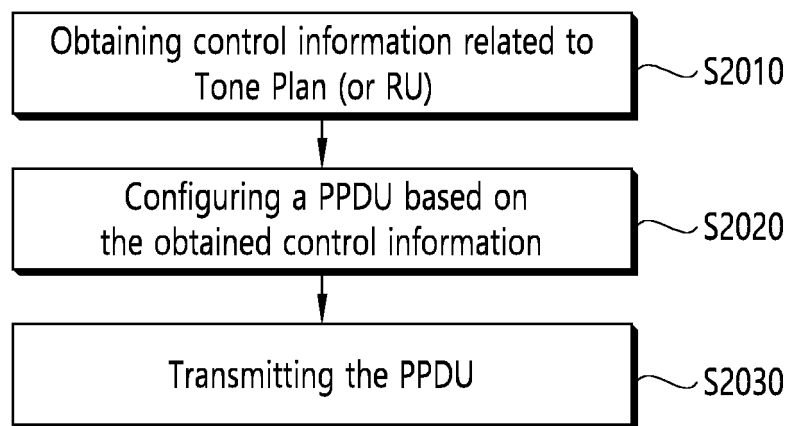 Obtaining control information related to
Tone Plan (or RU)
S2010
Configuring a PPDU based on
the obtained control information
S2020
Transmitting the PPDU
S2030